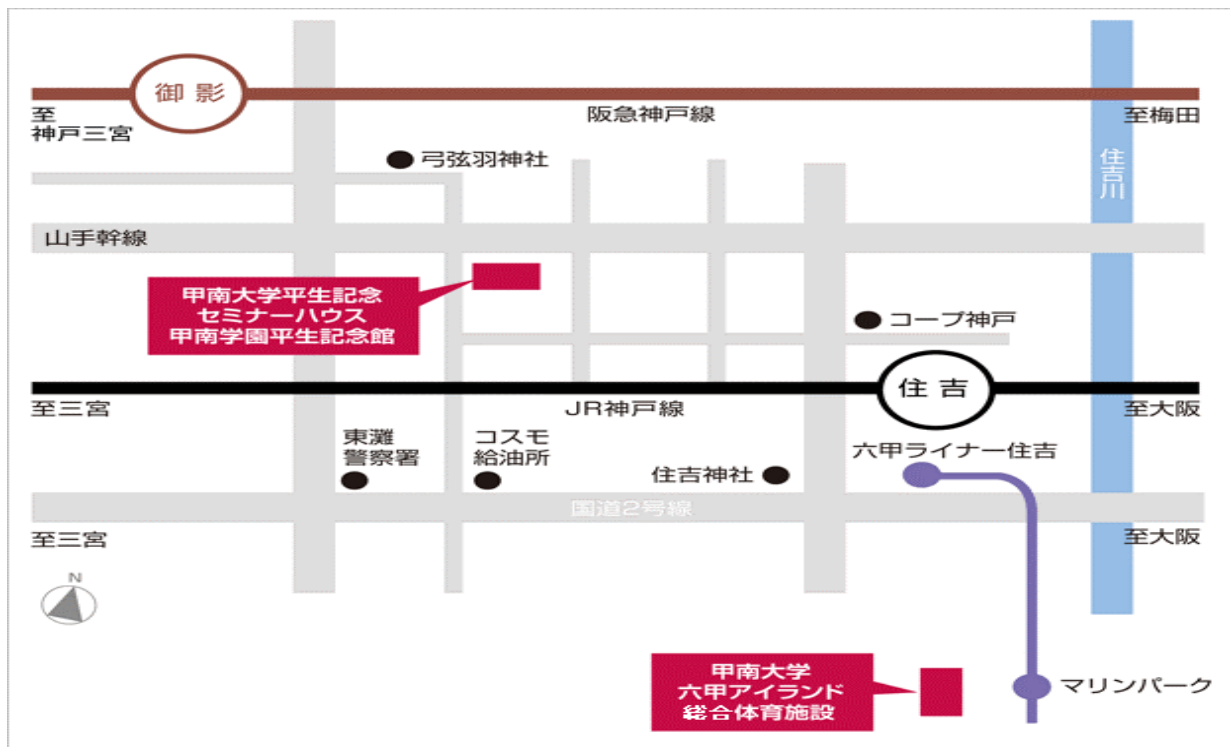 御影
阪急神戸線
至
神戸三宮
至梅田
弓弦羽神社
住吉川
山手幹線
甲南大学平生記念
セミナーハウス
甲南学園平生記念館
コープ神戸
住吉
至三宮
JR神戸線
至大阪
東灘
警察署
コスモ
給油所
住吉神社
六甲ライナー住吉
国道2号線
至三宮
至大阪
N
甲南大学
六甲アイランド
総合体育施設
マリンパーク